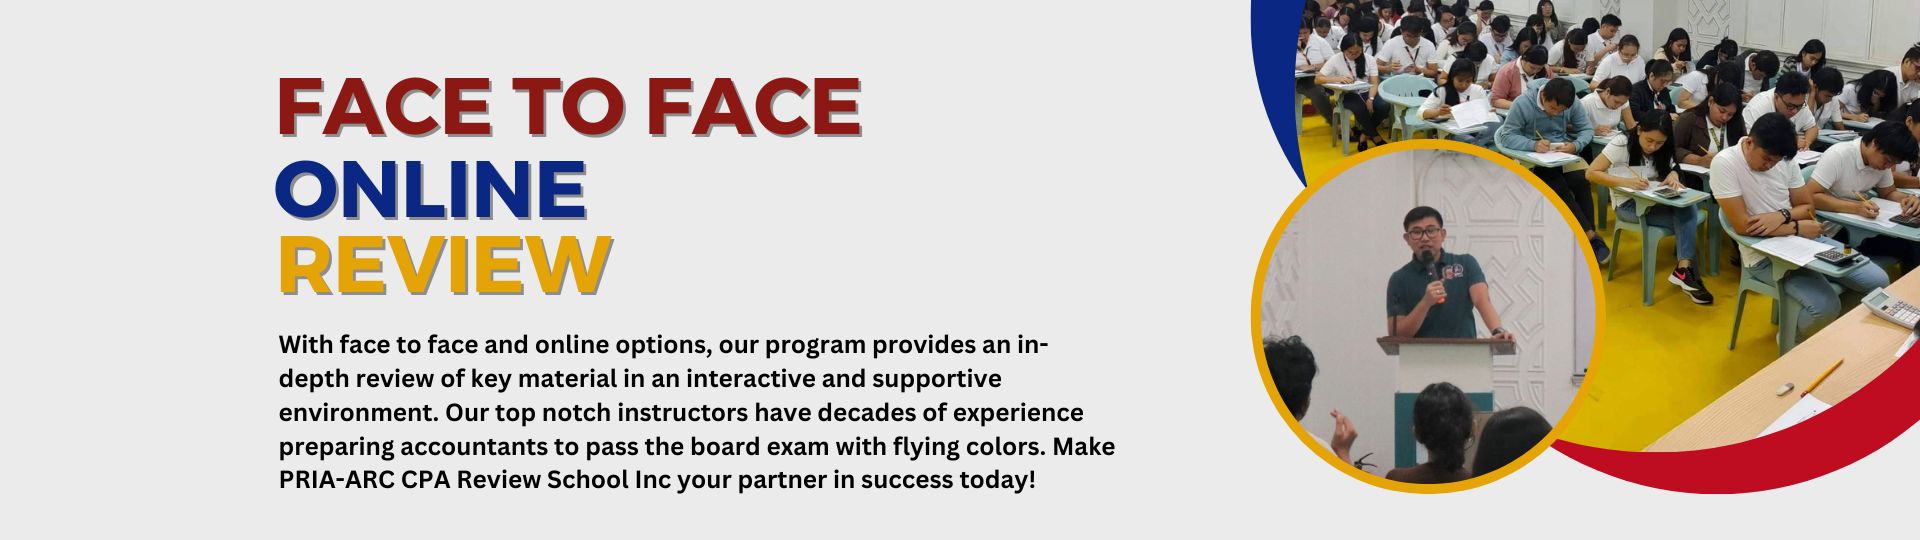 FACE TO FACE
ONLINE
REVIEW
With face to face and online options, our program provides an in-
depth review of key material in an interactive and supportive
environment. Our top notch instructors have decades of experience
preparing accountants to pass the board exam with flying colors. Make
PRIA-ARC CPA Review School Inc your partner in success today!